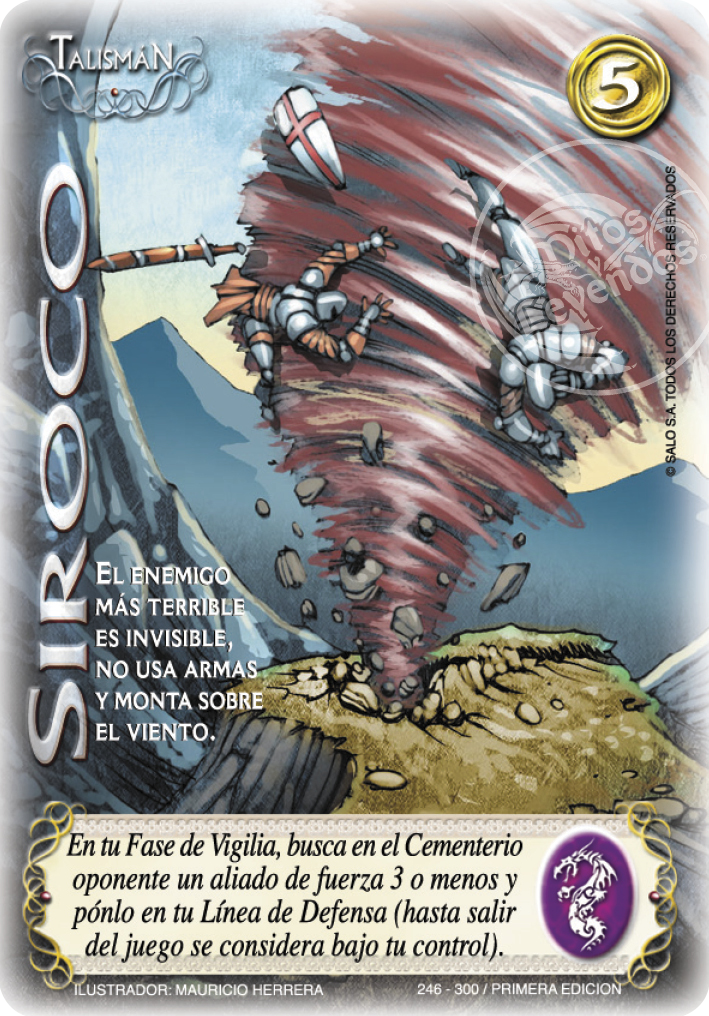 TALISMÁN
5
SIROCO
Mitos
y
Leyendas
© SALO S.A. TODOS LOS DERECHOS RESERVADOS
EL ENEMIGO
MÁS TERRIBLE
ES INVISIBLE,
NO USA ARMAS
Y MONTA SOBRE
EL VIENTO.
En tu Fase de Vigilia, busca en el Cementerio
oponente un aliado de fuerza 3 o menos y
pónlo en tu Línea de Defensa (hasta salir
del juego se considera bajo tu control).
ILUSTRADOR: MAURICIO HERRERA
246 - 300 / PRIMERA EDICION